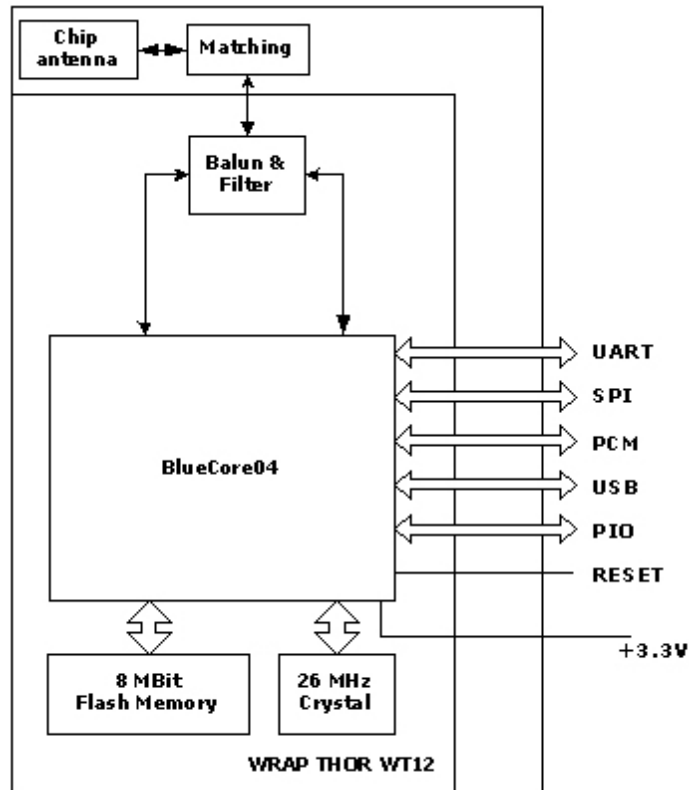 Chip
antenna
Matching
Balun &
Filter
UART
SPI
PCM
BlueCore04
USB
PIO
RESET
+3.3V
8 MBit
Flash Memory
26 MHz
Crystal
WRAP THOR WT12